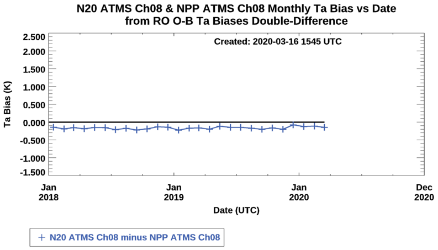 N20 ATMS Ch08 & NPP ATMS Ch08 Monthly Ta Bias vs Date
from RO O-B Ta Biases Double-Difference
Created: 2020-03-16 1545 UTC
Ta Bias (K)
2.500
2.000
1.500
1.000
0.500
0.000
-0.500
-1.000
-1.500
Jan
2018
Jan
2019
Jan
2020
Dec
2020
Date (UTC)
N20 ATMS Ch08 minus NPP ATMS Ch08